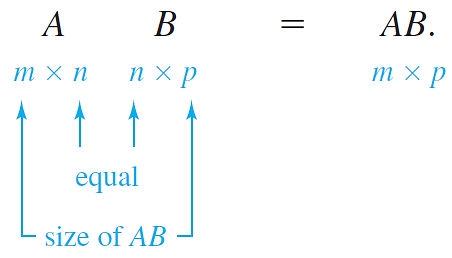 A B = AB.
m × n n × p m × p
equal
size of AB